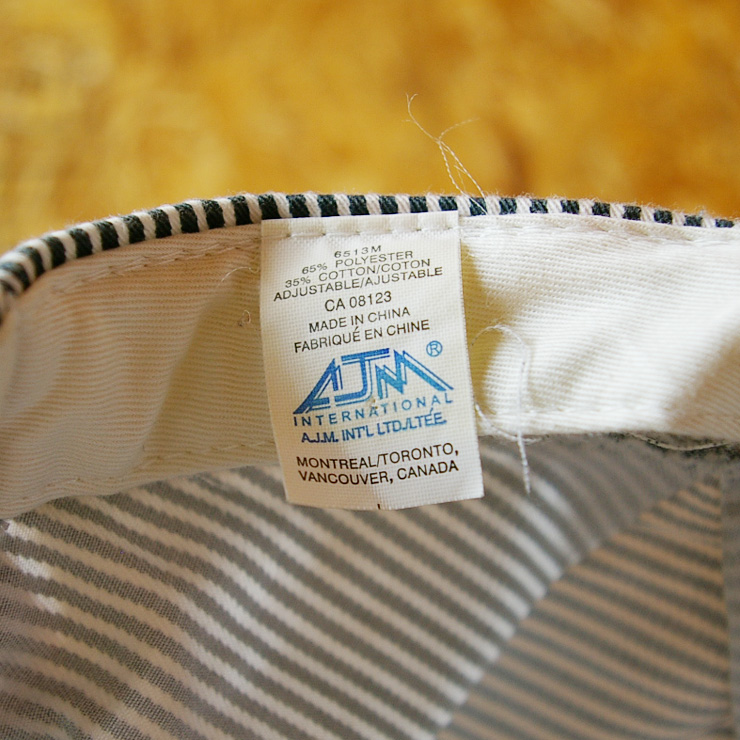 6513M
65% POLYESTER
35% COTTON/COTON
ADJUSTABLE/AJUSTABLE
CA 08123
MADE IN CHINA
FABRIQUÉ EN CHINE
AJM®
INTERNATIONAL
A.J.M. INT'L LTD./LTÉE.
MONTREAL/TORONTO,
VANCOUVER, CANADA